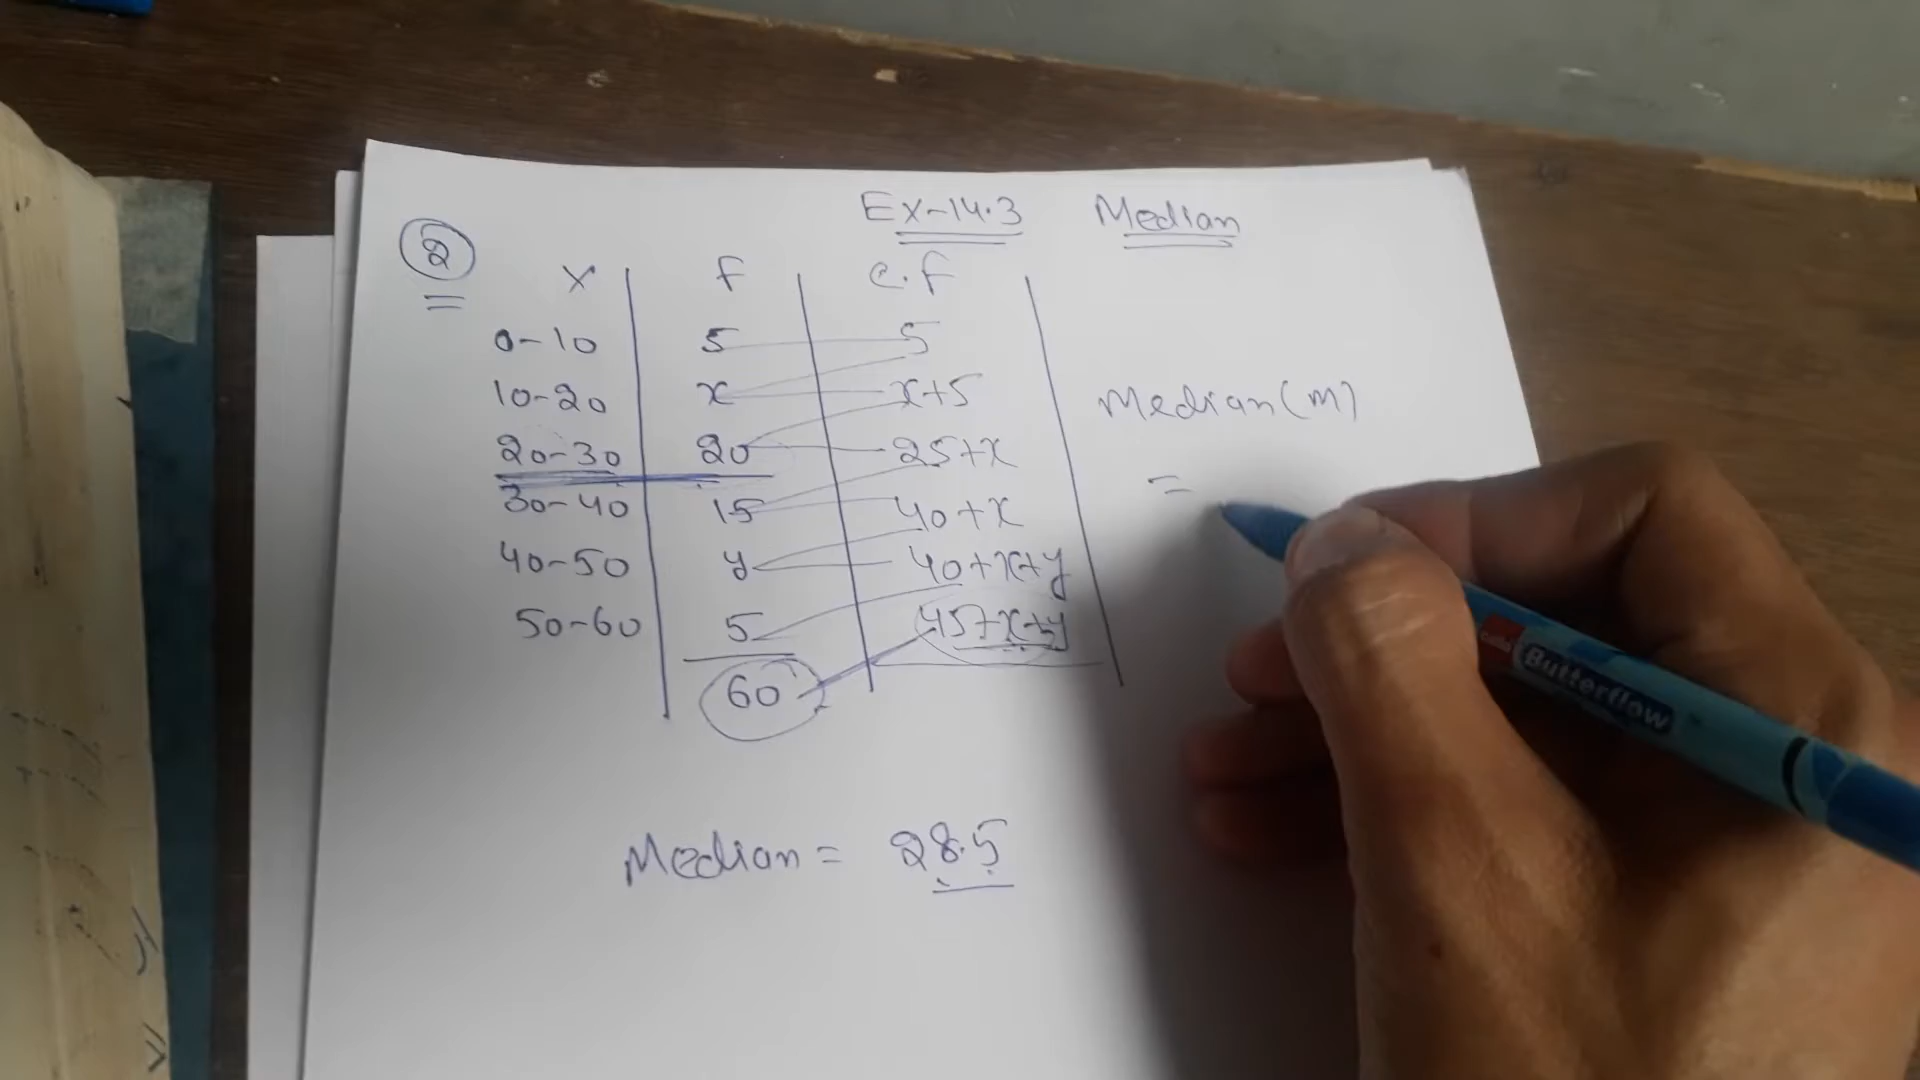 Ex-14.3 Median
2
x f c.f
0-10 5 5
10-20 x x+5
20-30 20 25+x
30-40 15 40+x
40-50 y 40+x+y
50-60 5 45+x+y
60
Median(m)
=
Median = 28.5
cello Butterflow